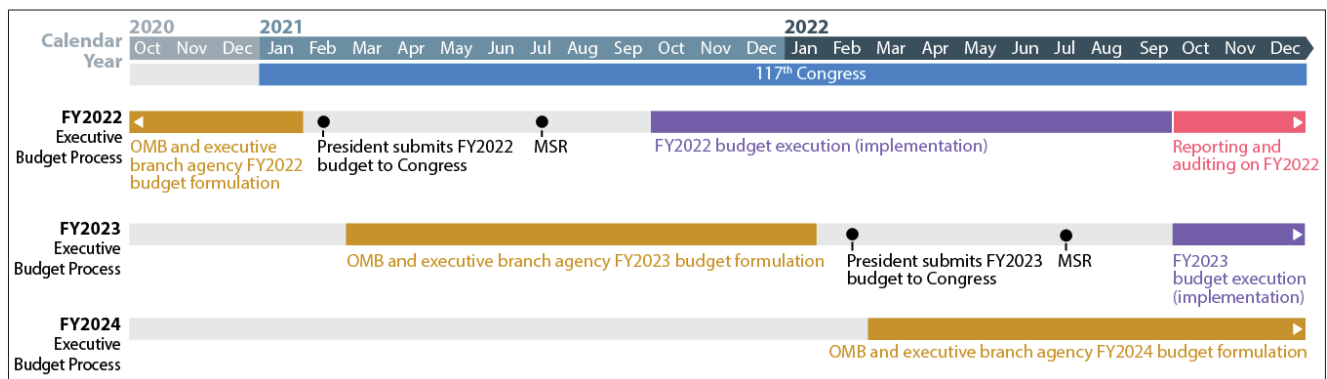 2020 2021 2022
Calendar Year
Oct Nov Dec Jan Feb Mar Apr May Jun Jul Aug Sep Oct Nov Dec Jan Feb Mar Apr May Jun Jul Aug Sep Oct Nov Dec
117th Congress
FY2022
Executive
Budget Process
OMB and executive
branch agency FY2022
budget formulation
President submits FY2022
budget to Congress
MSR
FY2022 budget execution (implementation)
Reporting and
auditing on FY2022
FY2023
Executive
Budget Process
OMB and executive branch agency FY2023 budget formulation
President submits FY2023
budget to Congress
MSR
FY2023
budget execution
(implementation)
FY2024
Executive
Budget Process
OMB and executive branch agency FY2024 budget formulation